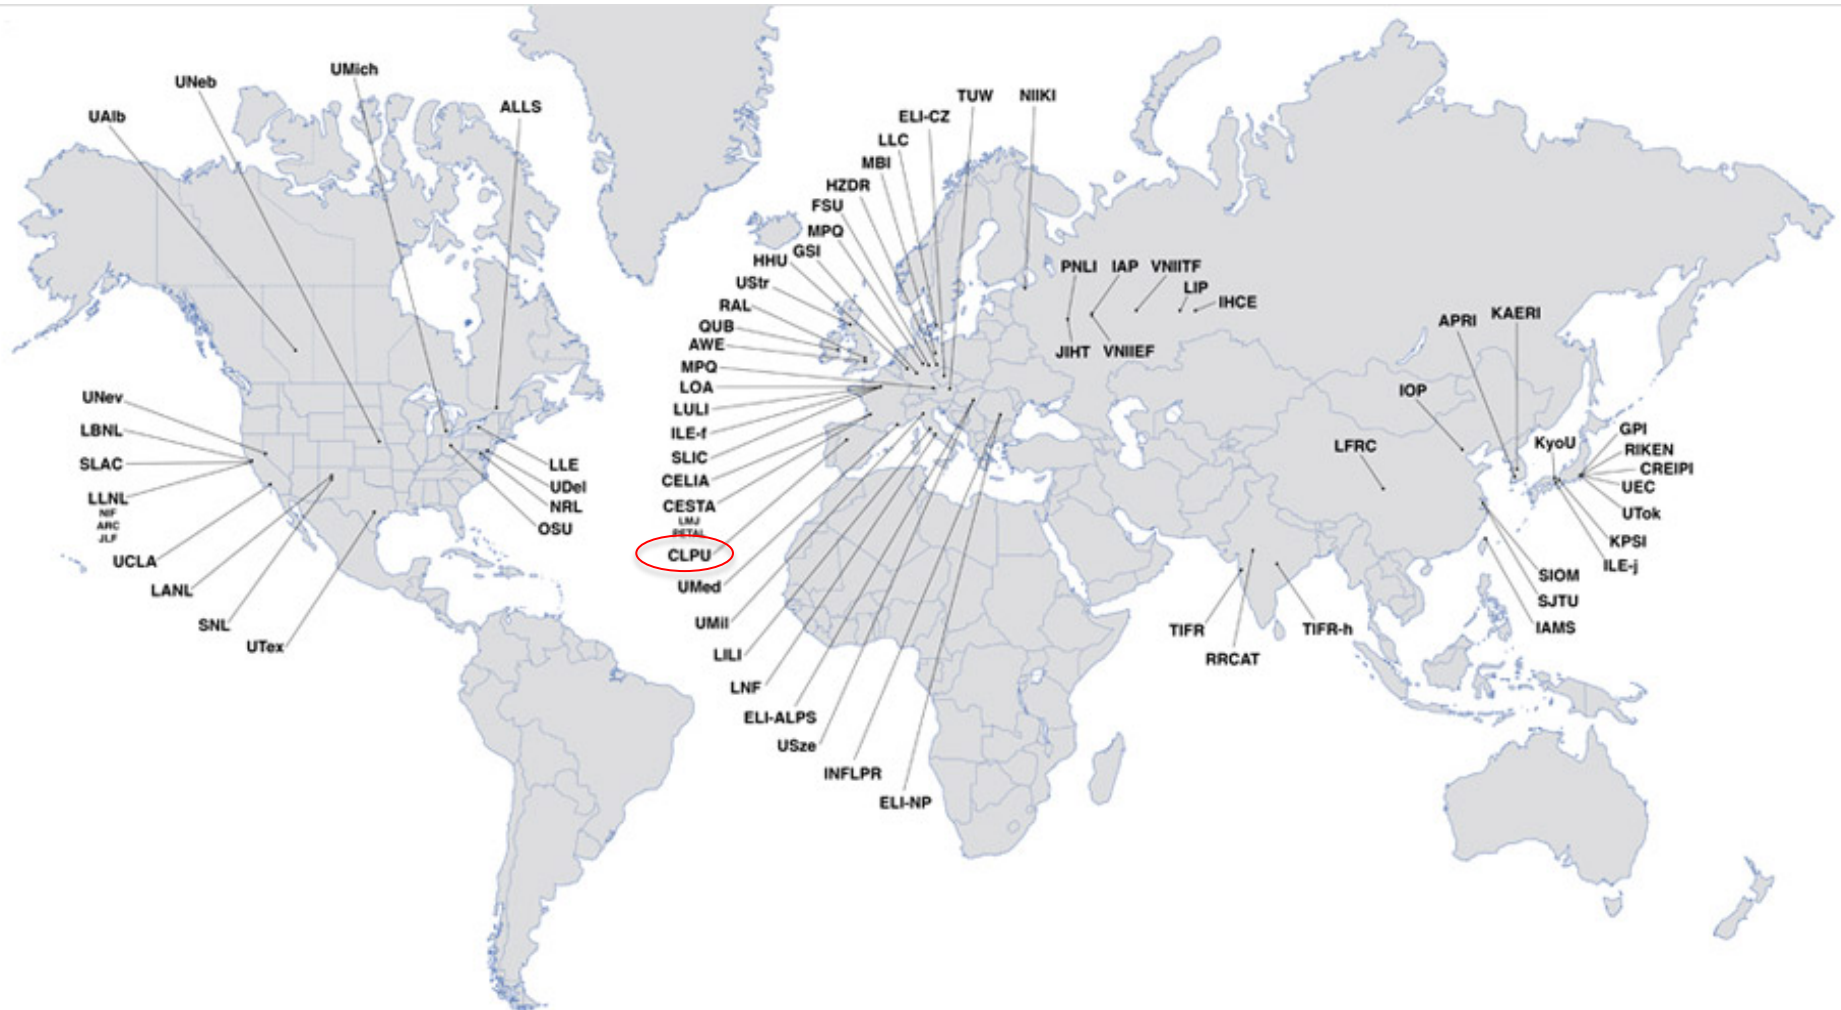 UMich
UNeb
ALLS
UAlb
UNev
LBNL
SLAC
LLNL
NIF
ARC
JLF
UCLA
LANL
SNL
UTex
LLE
UDel
NRL
OSU
TUW
NIIKI
ELI-CZ
LLC
MBI
HZDR
FSU
MPQ
GSI
HHU
UStr
RAL
QUB
AWE
MPQ
LOA
LULI
ILE-f
SLIC
CELIA
CESTA
LMJ
PETAL
CLPU
UMed
UMil
LILI
LNF
ELI-ALPS
USze
INFLPR
ELI-NP
PNLI
IAP
VNIITF
LIP
IHCE
JIHT
VNIIEF
APRI
KAERI
IOP
LFRC
KyoU
GPI
RIKEN
CREIPI
UEC
UTok
KPSI
ILE-j
SIOM
SJTU
IAMS
TIFR
TIFR-h
RRCAT